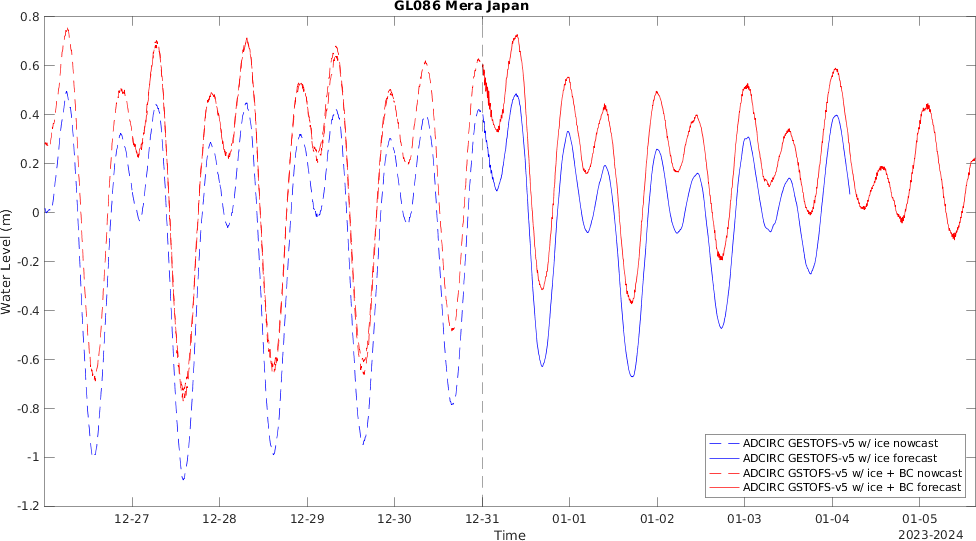 GL086 Mera Japan
0.8
0.6
0.4
0.2
0
-0.2
-0.4
-0.6
-0.8
-1
-1.2
Water Level (m)
ADCIRC GESTOFS-v5 w/ ice nowcast
ADCIRC GESTOFS-v5 w/ ice forecast
ADCIRC GSTOFS-v5 w/ ice + BC nowcast
ADCIRC GSTOFS-v5 w/ ice + BC forecast
12-27 12-28 12-29 12-30 12-31 01-01 01-02 01-03 01-04 01-05
Time
2023-2024